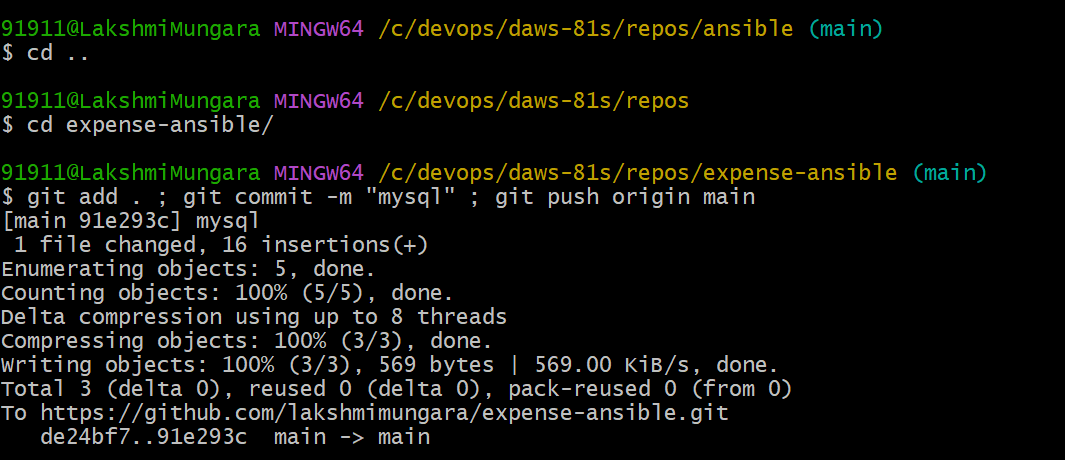 91911@LakshmiMungara MINGW64 /c/devops/daws-81s/repos/ansible (main)
$ cd ..
91911@LakshmiMungara MINGW64 /c/devops/daws-81s/repos
$ cd expense-ansible/
91911@LakshmiMungara MINGW64 /c/devops/daws-81s/repos/expense-ansible (main)
$ git add . ; git commit -m "mysql" ; git push origin main
[main 91e293c] mysql
 1 file changed, 16 insertions(+)
Enumerating objects: 5, done.
Counting objects: 100% (5/5), done.
Delta compression using up to 8 threads
Compressing objects: 100% (3/3), done.
Writing objects: 100% (3/3), 569 bytes | 569.00 KiB/s, done.
Total 3 (delta 0), reused 0 (delta 0), pack-reused 0 (from 0)
To https://github.com/lakshmimungara/expense-ansible.git
   de24bf7..91e293c  main -> main